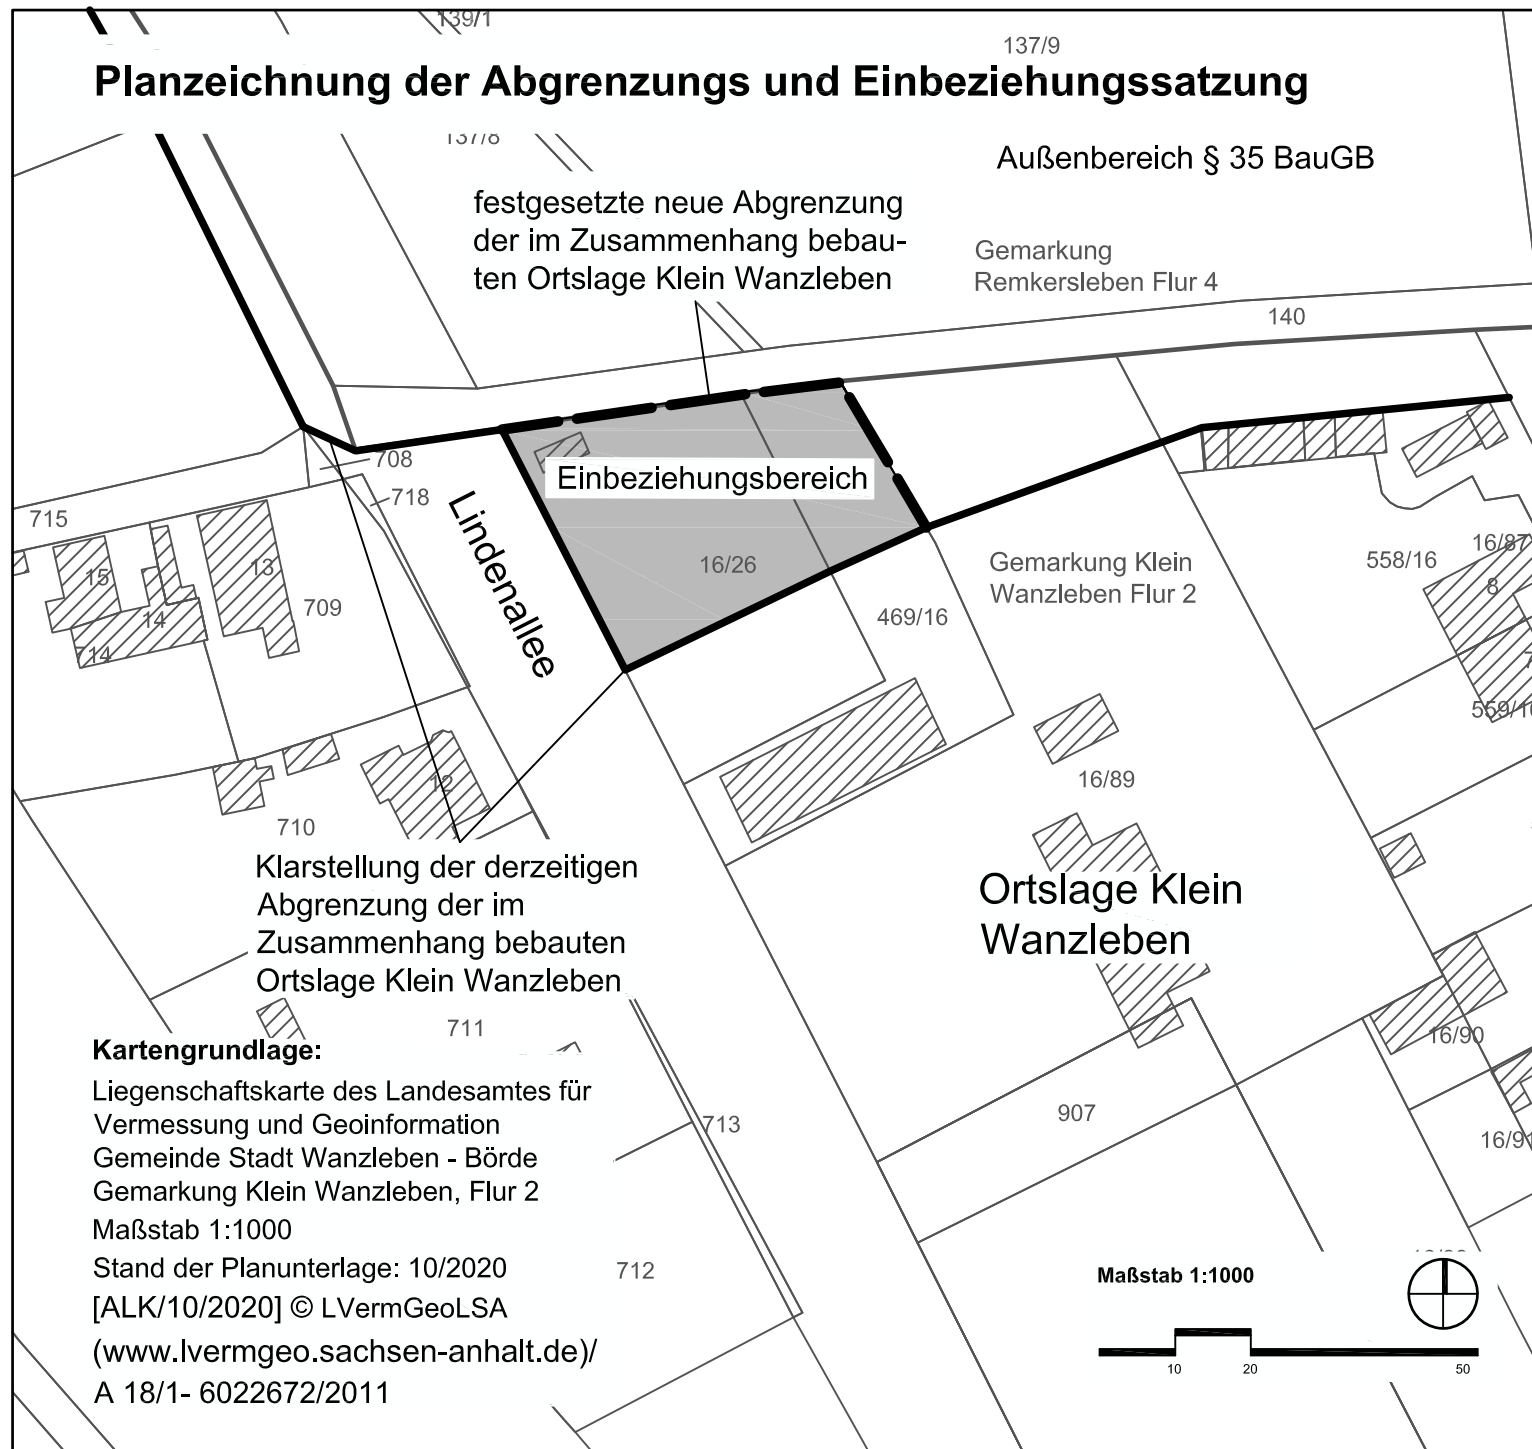 139/1
137/9
Planzeichnung der Abgrenzungs und Einbeziehungssatzung
137/8
Außenbereich § 35 BauGB
festgesetzte neue Abgrenzung
der im Zusammenhang bebau-
ten Ortslage Klein Wanzleben
Gemarkung
Remkersleben Flur 4
140
708
718
715
Einbeziehungsbereich
Lindenallee
16/26
Gemarkung Klein
Wanzleben Flur 2
558/16
16/87
8
15
13
14
709
714
469/16
559/16
16/89
12
710
Klarstellung der derzeitigen
Abgrenzung der im
Zusammenhang bebauten
Ortslage Klein Wanzleben
Ortslage Klein
Wanzleben
711
16/90
Kartengrundlage:
Liegenschaftskarte des Landesamtes für
Vermessung und Geoinformation
Gemeinde Stadt Wanzleben - Börde
Gemarkung Klein Wanzleben, Flur 2
Maßstab 1:1000
Stand der Planunterlage: 10/2020
[ALK/10/2020] © LVermGeoLSA
(www.lvermgeo.sachsen-anhalt.de)/
A 18/1- 6022672/2011
713
907
16/91
712
Maßstab 1:1000
10 20 50